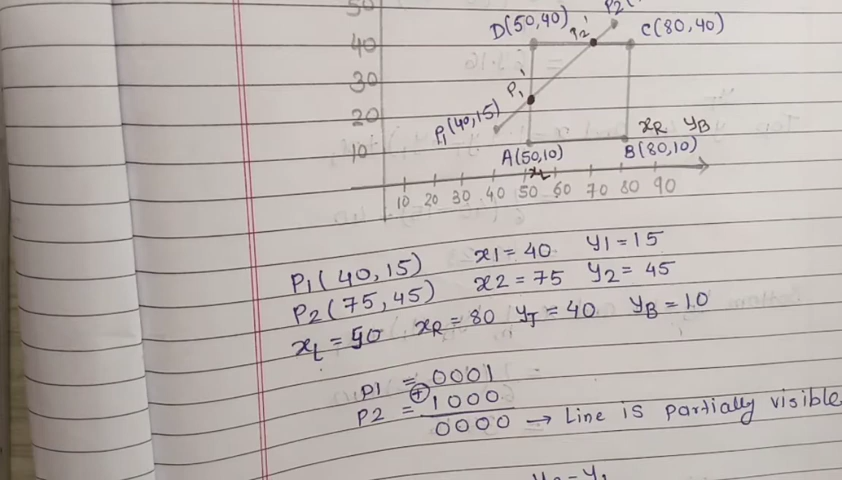 50
P2(
D(50,40) P2' C(80,40)
40
30
P1'
20
P1(40,15)
xR yB
10
A(50,10) B(80,10)
xL
10 20 30 40 50 60 70 80 90
P1(40,15) x1=40 y1=15
P2(75,45) x2=75 y2=45
xL=50 xR=80 yT=40 yB=10
P1 = 0001
⊕
P2 = 1000
0000 → Line is partially visible
y2-y1